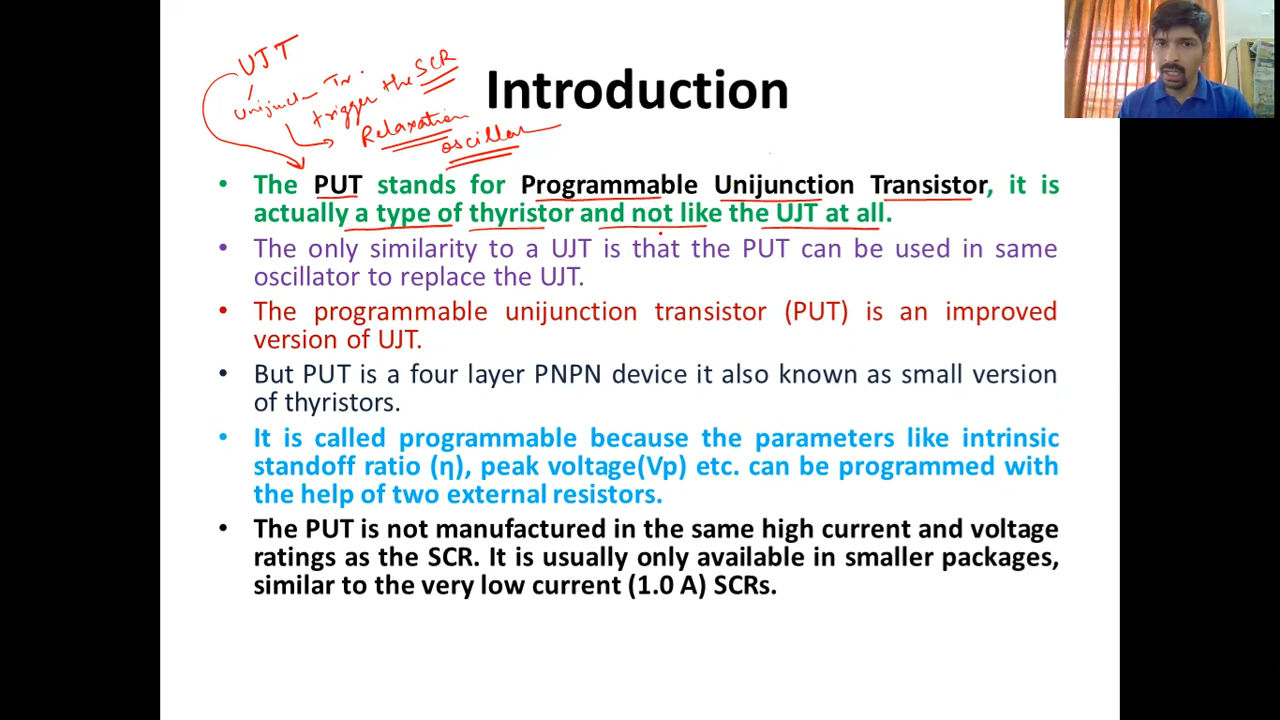 UJT
Unijunctn Tr.
trigger the SCR
Relaxation
oscillator
Introduction
• The PUT stands for Programmable Unijunction Transistor, it is
actually a type of thyristor and not like the UJT at all.
• The only similarity to a UJT is that the PUT can be used in same
oscillator to replace the UJT.
• The programmable unijunction transistor (PUT) is an improved
version of UJT.
• But PUT is a four layer PNPN device it also known as small version
of thyristors.
• It is called programmable because the parameters like intrinsic
standoff ratio (η), peak voltage(Vp) etc. can be programmed with
the help of two external resistors.
• The PUT is not manufactured in the same high current and voltage
ratings as the SCR. It is usually only available in smaller packages,
similar to the very low current (1.0 A) SCRs.